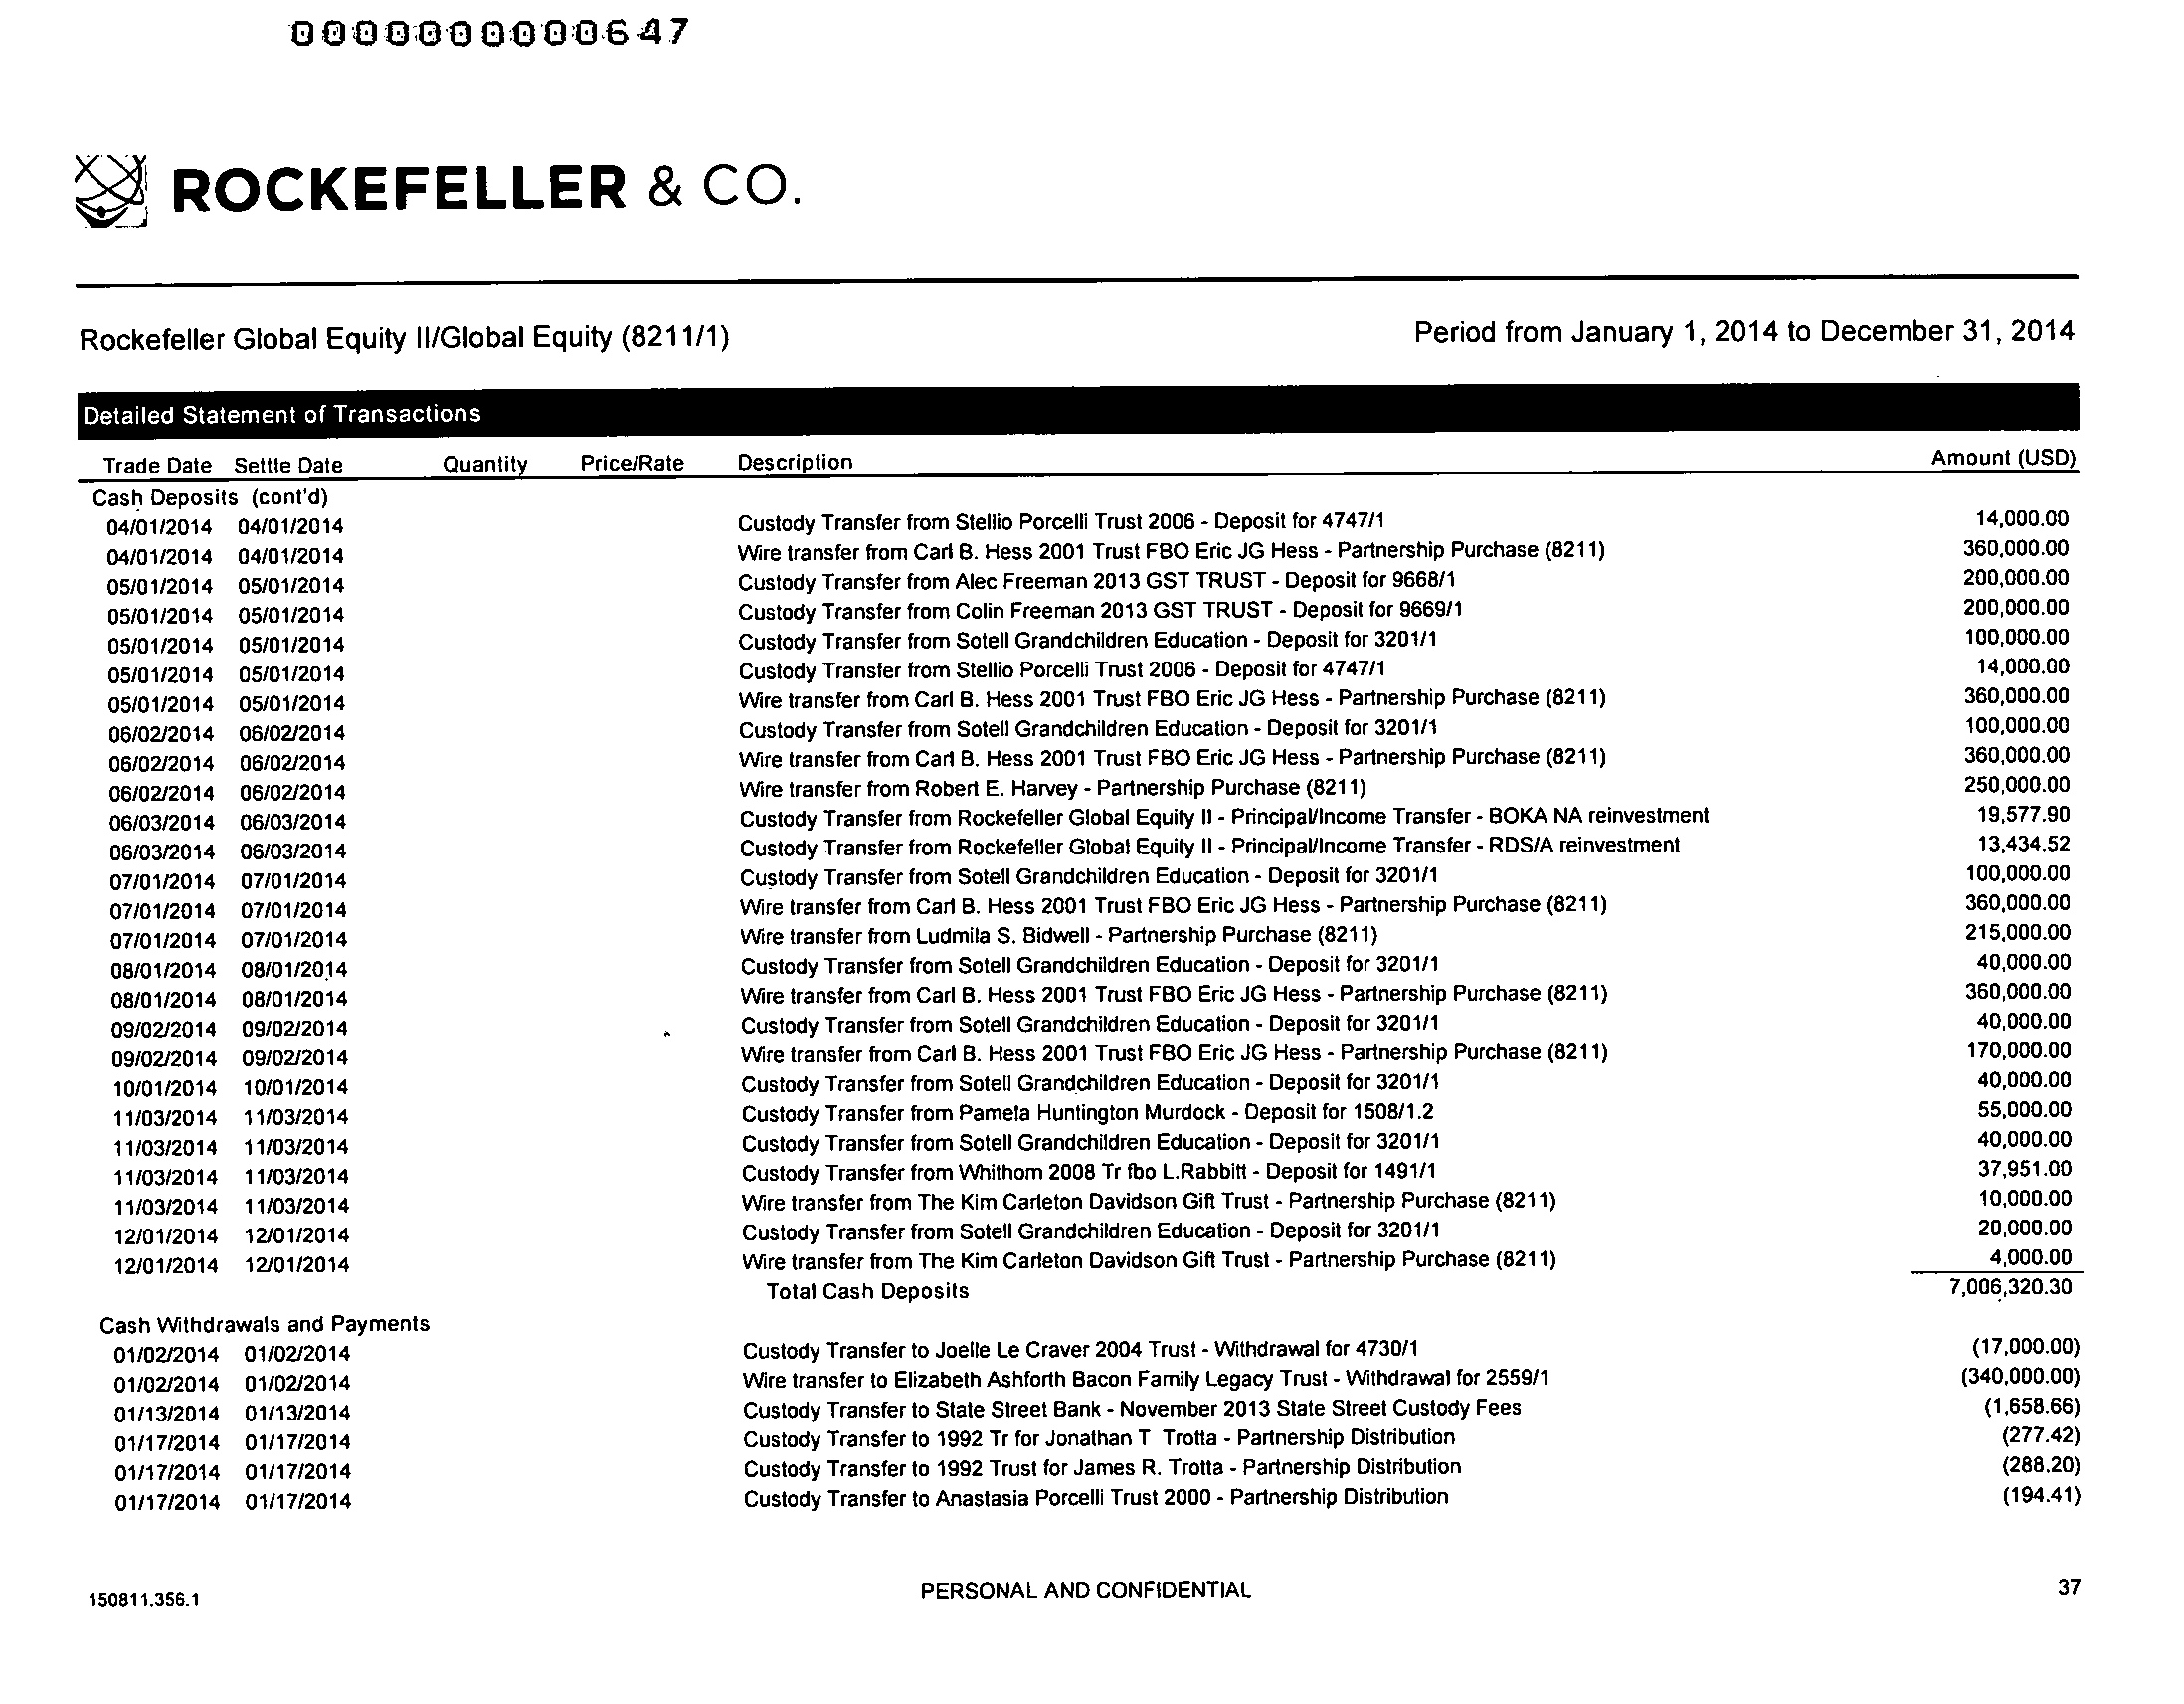 0000000000647
ROCKEFELLER & CO.
Rockefeller Global Equity II/Global Equity (8211/1) Period from January 1, 2014 to December 31, 2014
Detailed Statement of Transactions
Trade Date Settle Date Quantity Price/Rate Description Amount (USD)
Cash Deposits (cont'd)
04/01/2014 04/01/2014 Custody Transfer from Stellio Porcelli Trust 2006 - Deposit for 4747/1 14,000.00
04/01/2014 04/01/2014 Wire transfer from Carl B. Hess 2001 Trust FBO Eric JG Hess - Partnership Purchase (8211) 360,000.00
05/01/2014 05/01/2014 Custody Transfer from Alec Freeman 2013 GST TRUST - Deposit for 9668/1 200,000.00
05/01/2014 05/01/2014 Custody Transfer from Colin Freeman 2013 GST TRUST - Deposit for 9669/1 200,000.00
05/01/2014 05/01/2014 Custody Transfer from Sotell Grandchildren Education - Deposit for 3201/1 100,000.00
05/01/2014 05/01/2014 Custody Transfer from Stellio Porcelli Trust 2006 - Deposit for 4747/1 14,000.00
05/01/2014 05/01/2014 Wire transfer from Carl B. Hess 2001 Trust FBO Eric JG Hess - Partnership Purchase (8211) 360,000.00
06/02/2014 06/02/2014 Custody Transfer from Sotell Grandchildren Education - Deposit for 3201/1 100,000.00
06/02/2014 06/02/2014 Wire transfer from Carl B. Hess 2001 Trust FBO Eric JG Hess - Partnership Purchase (8211) 360,000.00
06/02/2014 06/02/2014 Wire transfer from Robert E. Harvey - Partnership Purchase (8211) 250,000.00
06/03/2014 06/03/2014 Custody Transfer from Rockefeller Global Equity II - Principal/Income Transfer - BOKA NA reinvestment 19,577.90
06/03/2014 06/03/2014 Custody Transfer from Rockefeller Global Equity II - Principal/Income Transfer - RDS/A reinvestment 13,434.52
07/01/2014 07/01/2014 Custody Transfer from Sotell Grandchildren Education - Deposit for 3201/1 100,000.00
07/01/2014 07/01/2014 Wire transfer from Carl B. Hess 2001 Trust FBO Eric JG Hess - Partnership Purchase (8211) 360,000.00
07/01/2014 07/01/2014 Wire transfer from Ludmila S. Bidwell - Partnership Purchase (8211) 215,000.00
08/01/2014 08/01/2014 Custody Transfer from Sotell Grandchildren Education - Deposit for 3201/1 40,000.00
08/01/2014 08/01/2014 Wire transfer from Carl B. Hess 2001 Trust FBO Eric JG Hess - Partnership Purchase (8211) 360,000.00
09/02/2014 09/02/2014 Custody Transfer from Sotell Grandchildren Education - Deposit for 3201/1 40,000.00
09/02/2014 09/02/2014 Wire transfer from Carl B. Hess 2001 Trust FBO Eric JG Hess - Partnership Purchase (8211) 170,000.00
10/01/2014 10/01/2014 Custody Transfer from Sotell Grandchildren Education - Deposit for 3201/1 40,000.00
11/03/2014 11/03/2014 Custody Transfer from Pamela Huntington Murdock - Deposit for 1508/1.2 55,000.00
11/03/2014 11/03/2014 Custody Transfer from Sotell Grandchildren Education - Deposit for 3201/1 40,000.00
11/03/2014 11/03/2014 Custody Transfer from Whithom 2008 Tr fbo L.Rabbitt - Deposit for 1491/1 37,951.00
11/03/2014 11/03/2014 Wire transfer from The Kim Carleton Davidson Gift Trust - Partnership Purchase (8211) 10,000.00
12/01/2014 12/01/2014 Custody Transfer from Sotell Grandchildren Education - Deposit for 3201/1 20,000.00
12/01/2014 12/01/2014 Wire transfer from The Kim Carleton Davidson Gift Trust - Partnership Purchase (8211) 4,000.00
Total Cash Deposits 7,006,320.30
Cash Withdrawals and Payments
01/02/2014 01/02/2014 Custody Transfer to Joelle Le Craver 2004 Trust - Withdrawal for 4730/1 (17,000.00)
01/02/2014 01/02/2014 Wire transfer to Elizabeth Ashforth Bacon Family Legacy Trust - Withdrawal for 2559/1 (340,000.00)
01/13/2014 01/13/2014 Custody Transfer to State Street Bank - November 2013 State Street Custody Fees (1,658.66)
01/17/2014 01/17/2014 Custody Transfer to 1992 Tr for Jonathan T Trotta - Partnership Distribution (277.42)
01/17/2014 01/17/2014 Custody Transfer to 1992 Trust for James R. Trotta - Partnership Distribution (288.20)
01/17/2014 01/17/2014 Custody Transfer to Anastasia Porcelli Trust 2000 - Partnership Distribution (194.41)
150811.356.1 PERSONAL AND CONFIDENTIAL 37